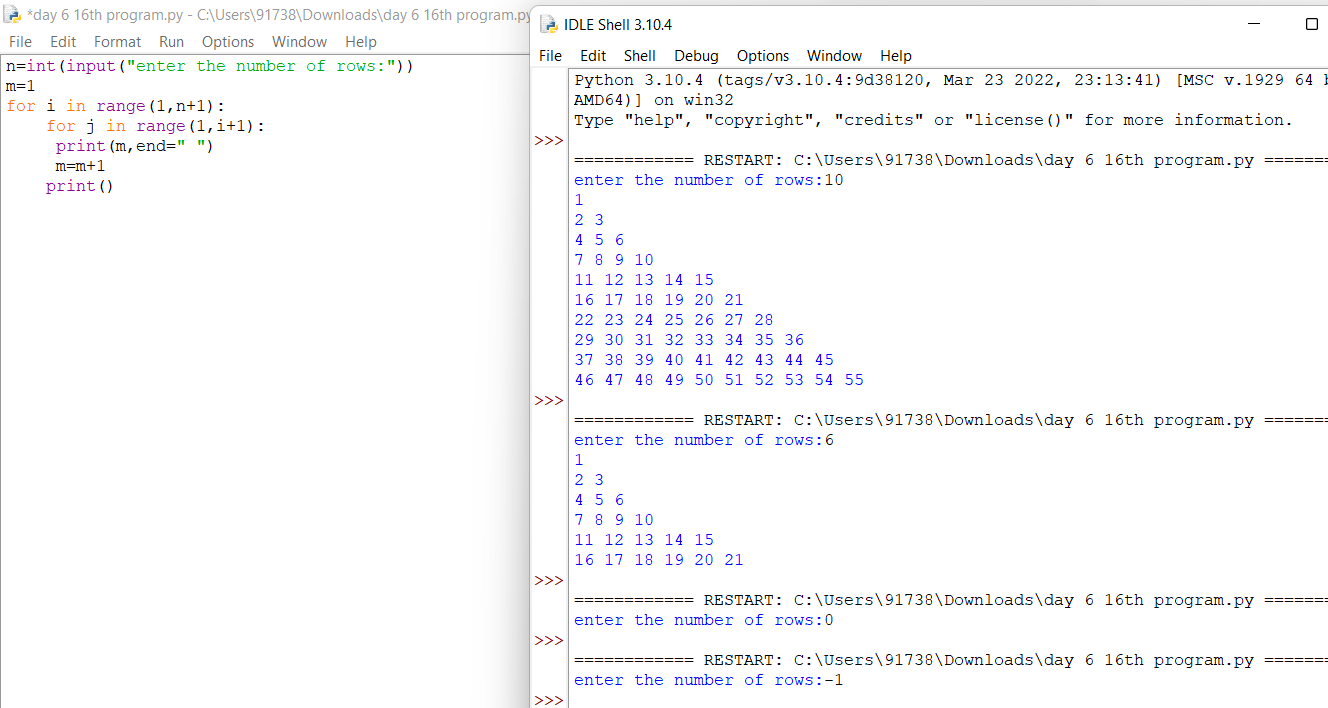 *day 6 16th program.py - C:\Users\91738\Downloads\day 6 16th program.py
File Edit Format Run Options Window Help
n=int(input("enter the number of rows:"))
m=1
for i in range(1,n+1):
    for j in range(1,i+1):
     print(m,end=" ")
     m=m+1
    print()
IDLE Shell 3.10.4
File Edit Shell Debug Options Window Help
Python 3.10.4 (tags/v3.10.4:9d38120, Mar 23 2022, 23:13:41) [MSC v.1929 64
AMD64)] on win32
Type "help", "copyright", "credits" or "license()" for more information.
>>>
============ RESTART: C:\Users\91738\Downloads\day 6 16th program.py =======
enter the number of rows:10
1
2 3
4 5 6
7 8 9 10
11 12 13 14 15
16 17 18 19 20 21
22 23 24 25 26 27 28
29 30 31 32 33 34 35 36
37 38 39 40 41 42 43 44 45
46 47 48 49 50 51 52 53 54 55
>>>
============ RESTART: C:\Users\91738\Downloads\day 6 16th program.py =======
enter the number of rows:6
1
2 3
4 5 6
7 8 9 10
11 12 13 14 15
16 17 18 19 20 21
>>>
============ RESTART: C:\Users\91738\Downloads\day 6 16th program.py =======
enter the number of rows:0
>>>
============ RESTART: C:\Users\91738\Downloads\day 6 16th program.py =======
enter the number of rows:-1
>>>